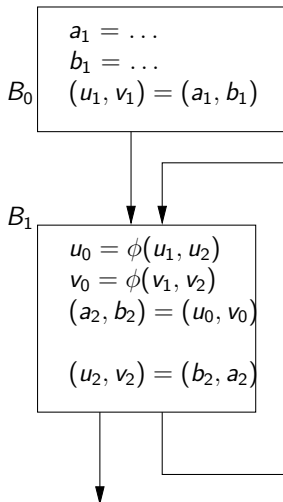 a₁ = …
b₁ = …
B₀
(u₁, v₁) = (a₁, b₁)
B₁
u₀ = ϕ(u₁, u₂)
v₀ = ϕ(v₁, v₂)
(a₂, b₂) = (u₀, v₀)
(u₂, v₂) = (b₂, a₂)